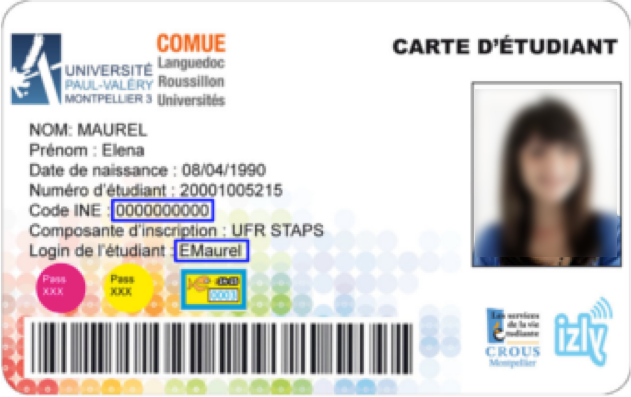 COMUE
Languedoc
Roussillon
Universités
UNIVERSITÉ
PAUL-VALÉRY
MONTPELLIER 3
CARTE D'ÉTUDIANT
NOM: MAUREL
Prénom : Elena
Date de naissance : 08/04/1990
Numéro d'étudiant : 20001005215
Code INE : 0000000000
Composante d'inscription : UFR STAPS
Login de l'étudiant : EMaurel
Pass
XXX
Pass
XXX
0003
Les services
de la vie
étudiante
CROUS
Montpellier
izly